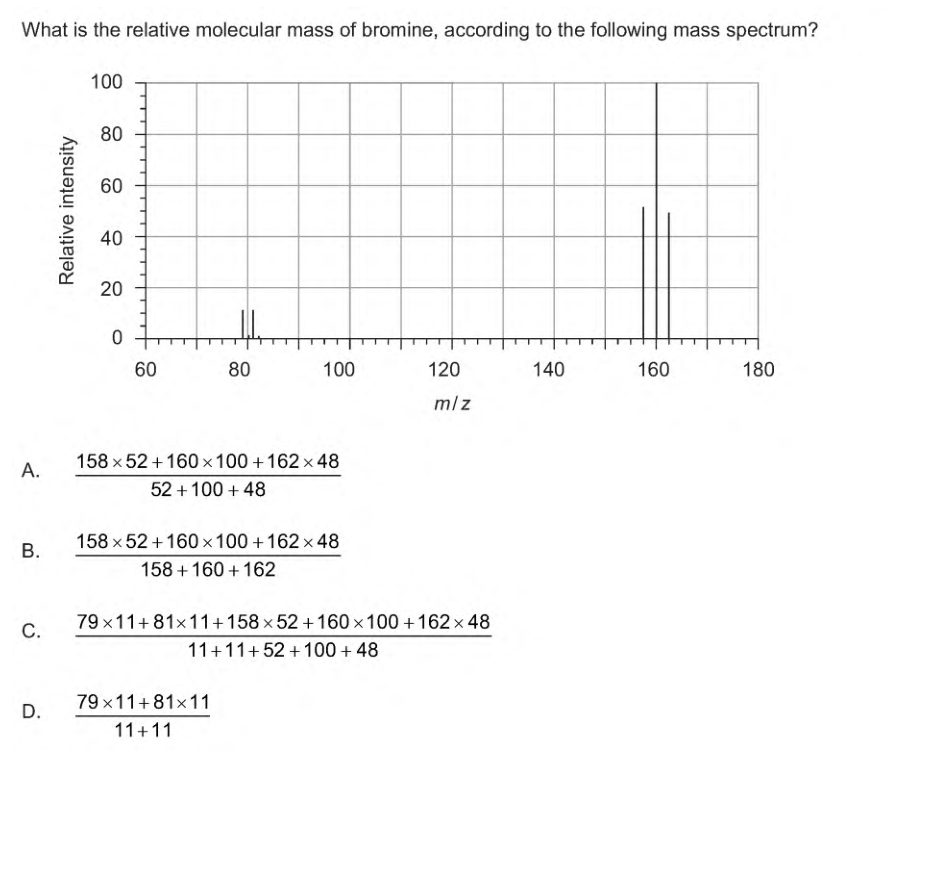 What is the relative molecular mass of bromine, according to the following mass spectrum?
100
80
60
40
20
0
Relative intensity
60 80 100 120 140 160 180
m/z
A. 158 × 52 + 160 × 100 + 162 × 48
52 + 100 + 48
B. 158 × 52 + 160 × 100 + 162 × 48
158 + 160 + 162
C. 79 × 11 + 81 × 11 + 158 × 52 + 160 × 100 + 162 × 48
11 + 11 + 52 + 100 + 48
D. 79 × 11 + 81 × 11
11 + 11